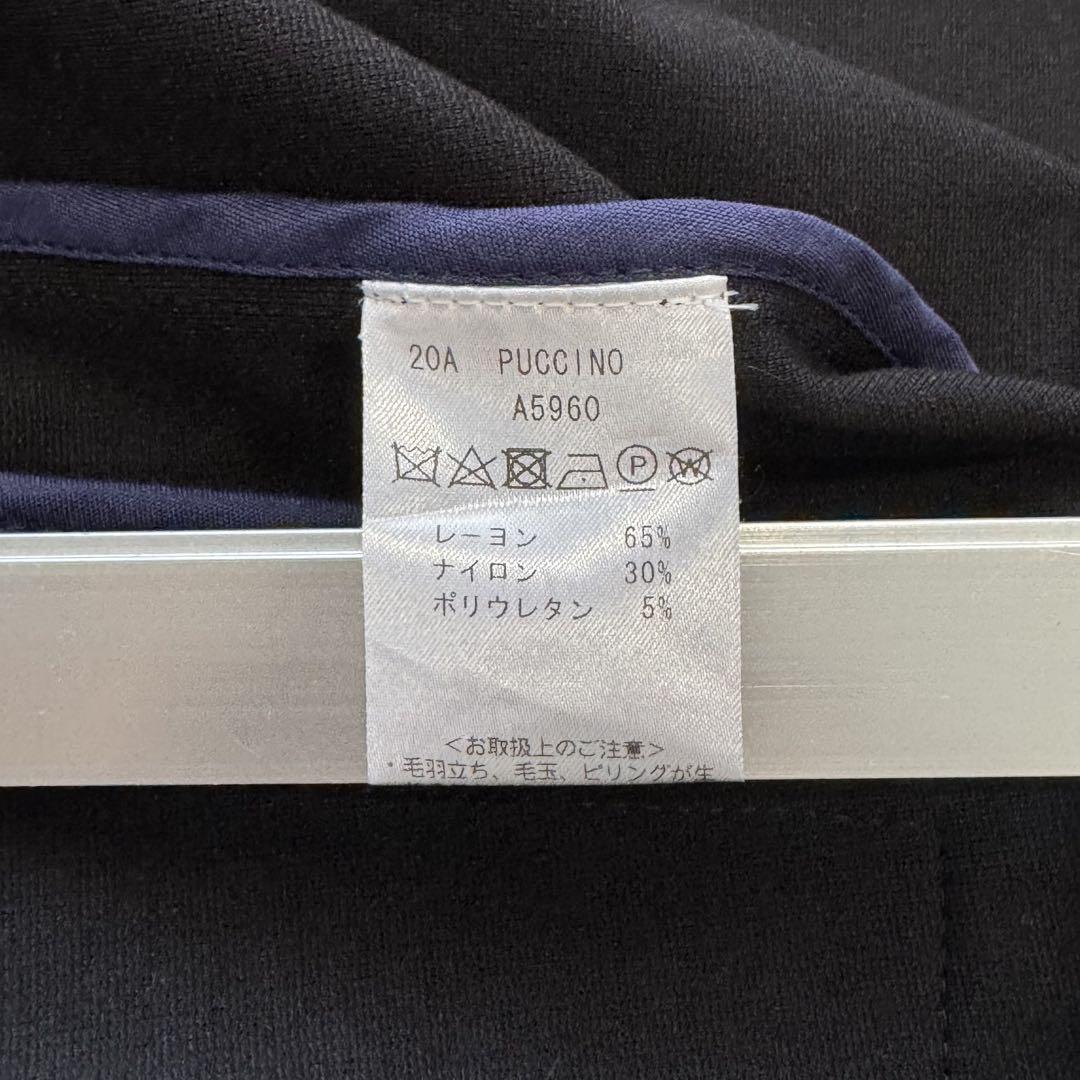 20A PUCCINO
A5960
P W
レーヨン 65%
ナイロン 30%
ポリウレタン 5%
<お取扱上のご注意>
・毛羽立ち、毛玉、ピリングが生